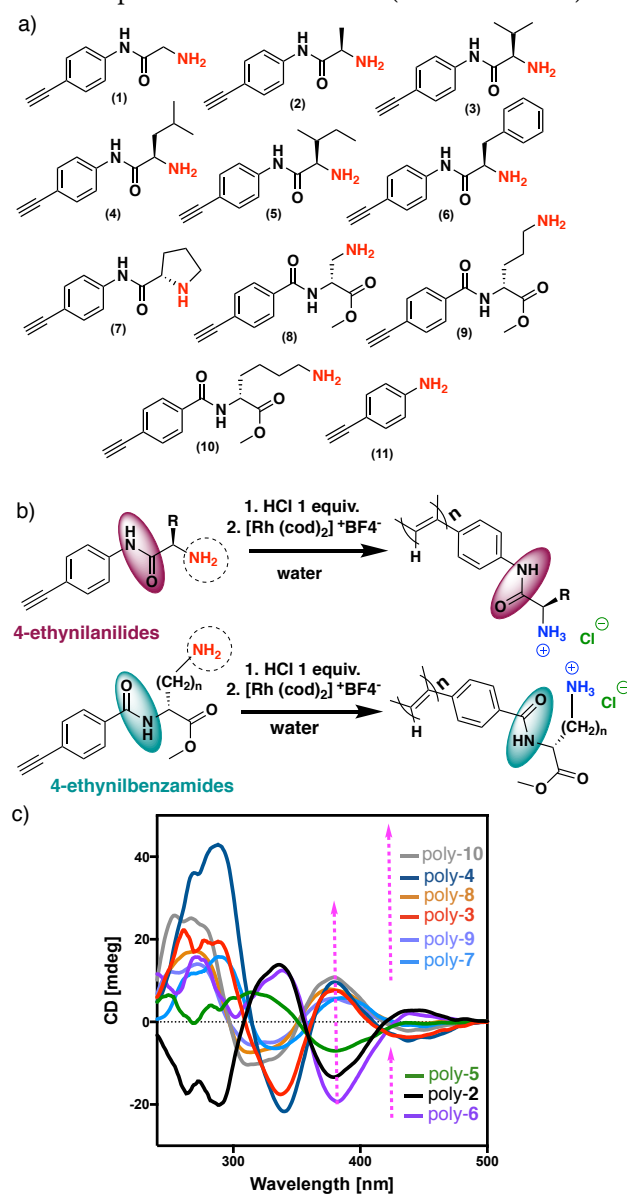 a)
H
N
O
NH2
(1)
H
N
O
NH2
(2)
H
N
O
NH2
(3)
H
N
O
NH2
(4)
H
N
O
NH2
(5)
H
N
O
NH2
(6)
H
N
O
N
H
(7)
O
N
H
NH2
O
O
(8)
O
N
H
NH2
O
O
(9)
O
N
H
NH2
O
O
(10)
NH2
(11)
b)
H
N
O
R
NH2
4-ethynilanilides
1. HCl 1 equiv.
2. [Rh (cod)2] +BF4-
water
n
H
NH
O
R
NH3
+
Cl −
NH2
(CH2)n
O
N
H
O
O
4-ethynilbenzamides
1. HCl 1 equiv.
2. [Rh (cod)2] +BF4-
water
n
H
+
NH3
Cl −
O
NH
(CH2)n
O
O
c)
CD [mdeg]
40
20
0
-20
300
400
500
Wavelength [nm]
poly-10
poly-4
poly-8
poly-3
poly-9
poly-7
poly-5
poly-2
poly-6